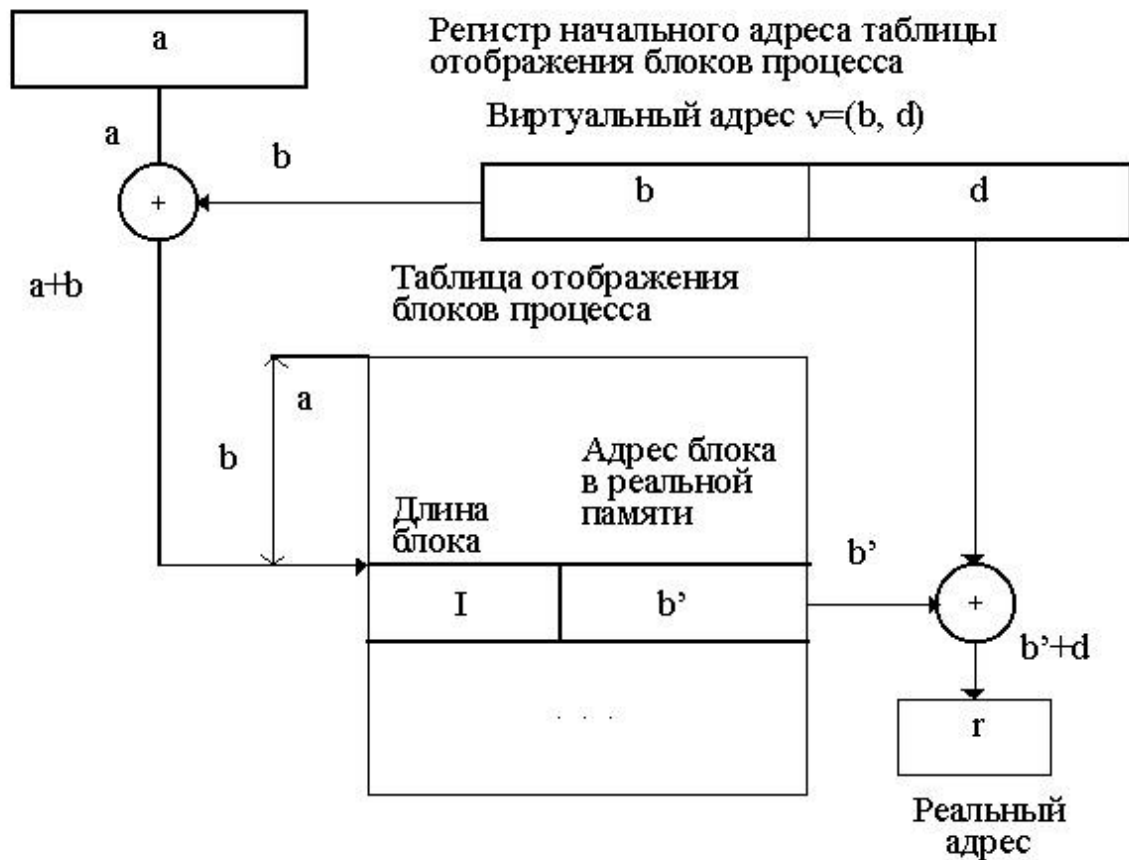 a
Регистр начального адреса таблицы
отображения блоков процесса
Виртуальный адрес ν=(b, d)
a
b
+
b
d
a+b
Таблица отображения
блоков процесса
a
b
Адрес блока
в реальной
памяти
Длина
блока
b’
I
b’
+
b’+d
. . .
r
Реальный
адрес